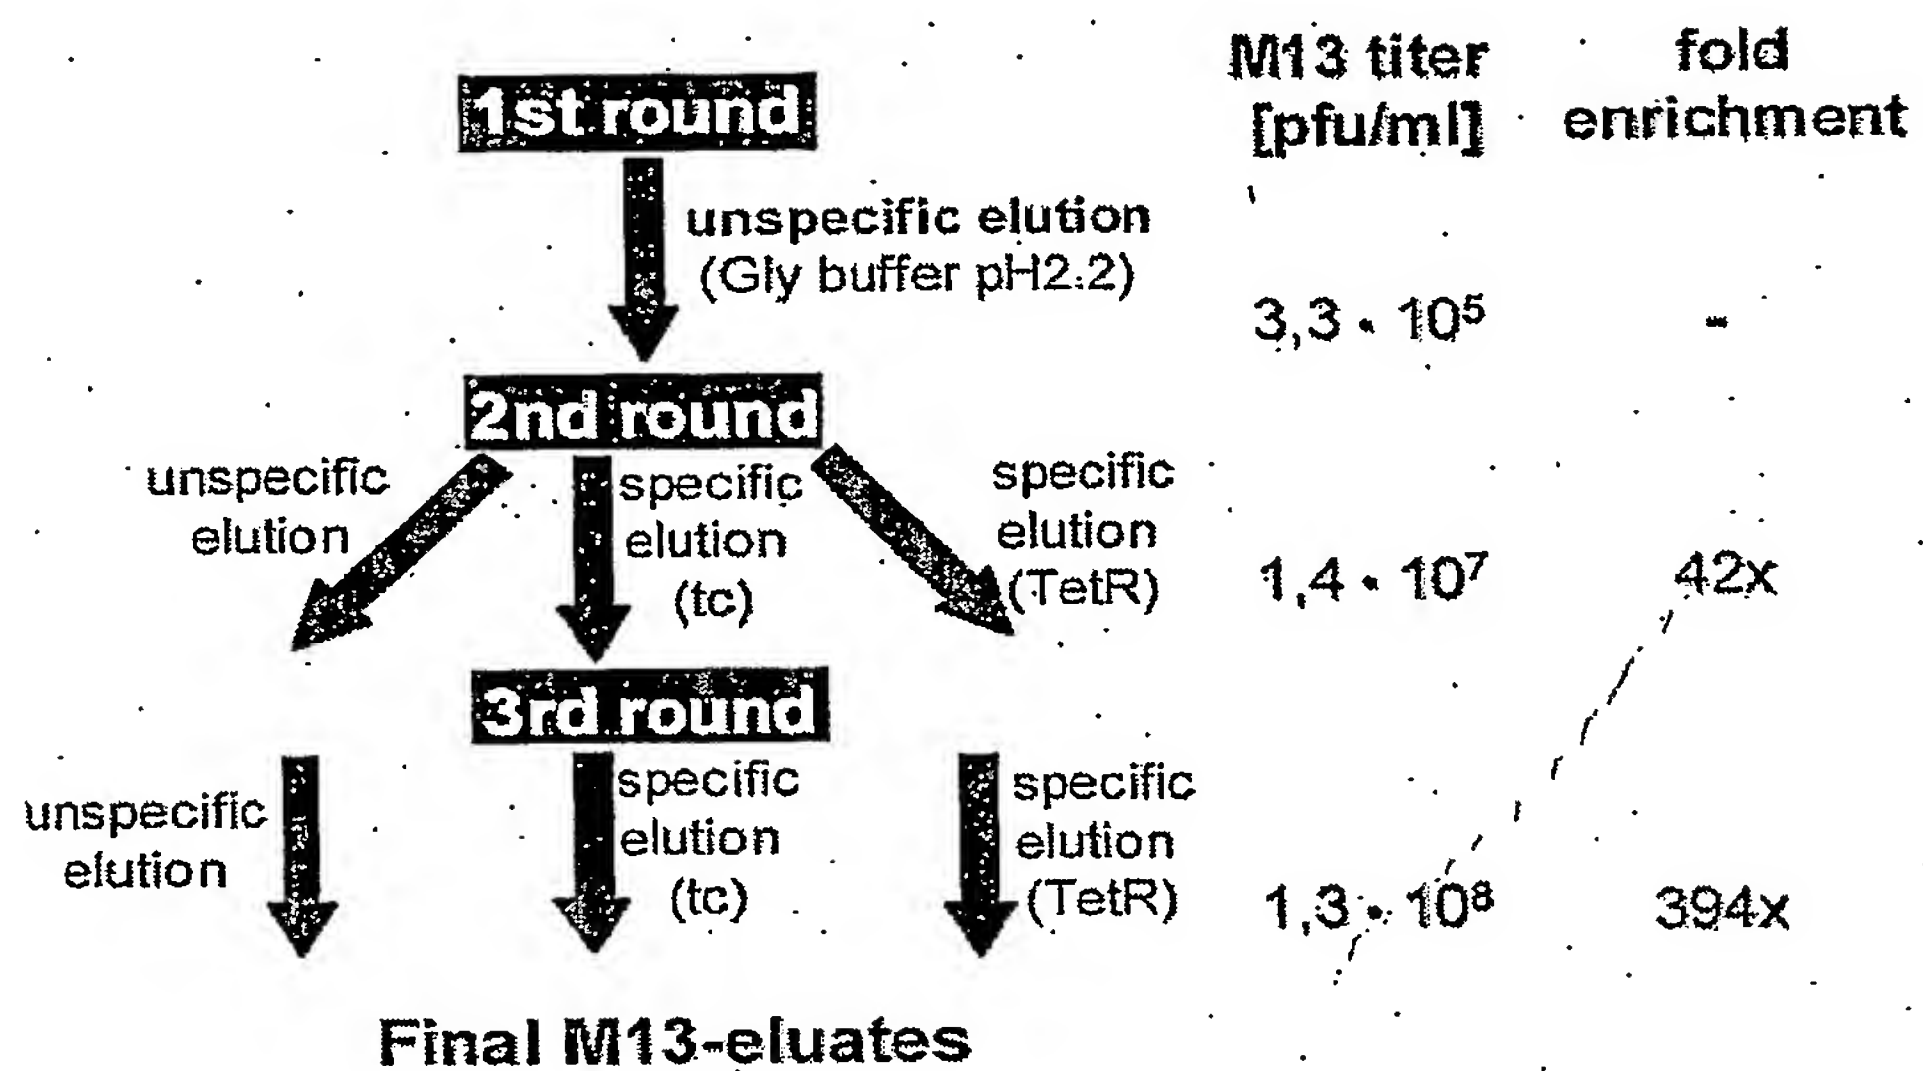 M13 titer
[pfu/ml]
fold
enrichment
1st round
unspecific elution
(Gly buffer pH2.2)
3,3 • 10⁵
-
2nd round
unspecific
elution
specific
elution
(tc)
specific
elution
(TetR)
1,4 • 10⁷
42x
3rd round
unspecific
elution
specific
elution
(tc)
specific
elution
(TetR)
1,3 • 10⁸
394x
Final M13-eluates